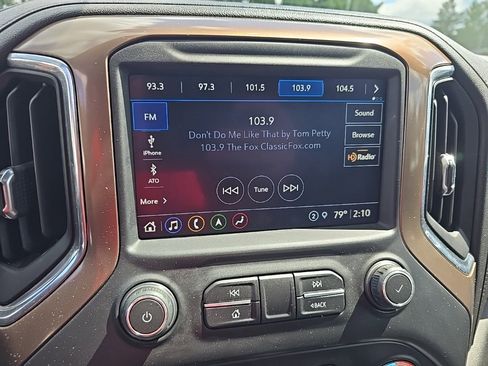 93.3 97.3 101.5 103.9 104.5
FM
103.9
Sound
Don't Do Me Like That by Tom Petty
Browse
iPhone
103.9 The Fox ClassicFox.com
HD Radio
ATO
Tune
More
2 79° 2:10
BACK